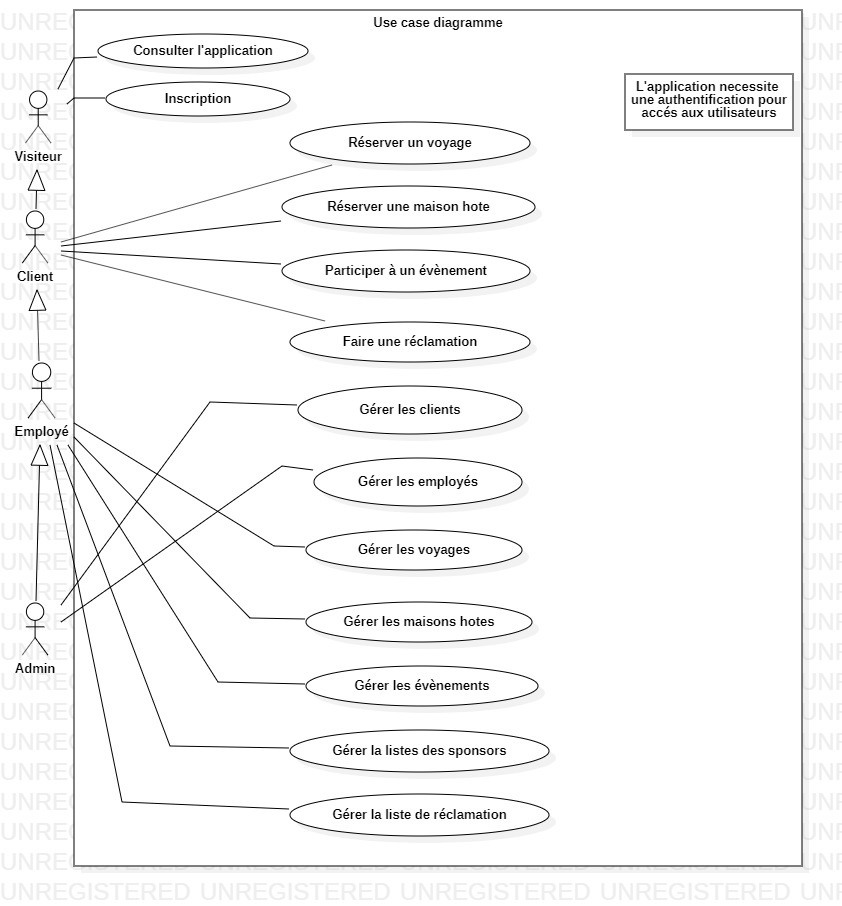 Use case diagramme
Consulter l'application
Inscription
L'application necessite
une authentification pour
accés aux utilisateurs
Visiteur
Réserver un voyage
Réserver une maison hote
Client
Participer à un évènement
Faire une réclamation
Gérer les clients
Employé
Gérer les employés
Gérer les voyages
Gérer les maisons hotes
Admin
Gérer les évènements
Gérer la listes des sponsors
Gérer la liste de réclamation
UNREGISTERED UNREGISTERED UNREGISTERED UNREGISTERED UNR